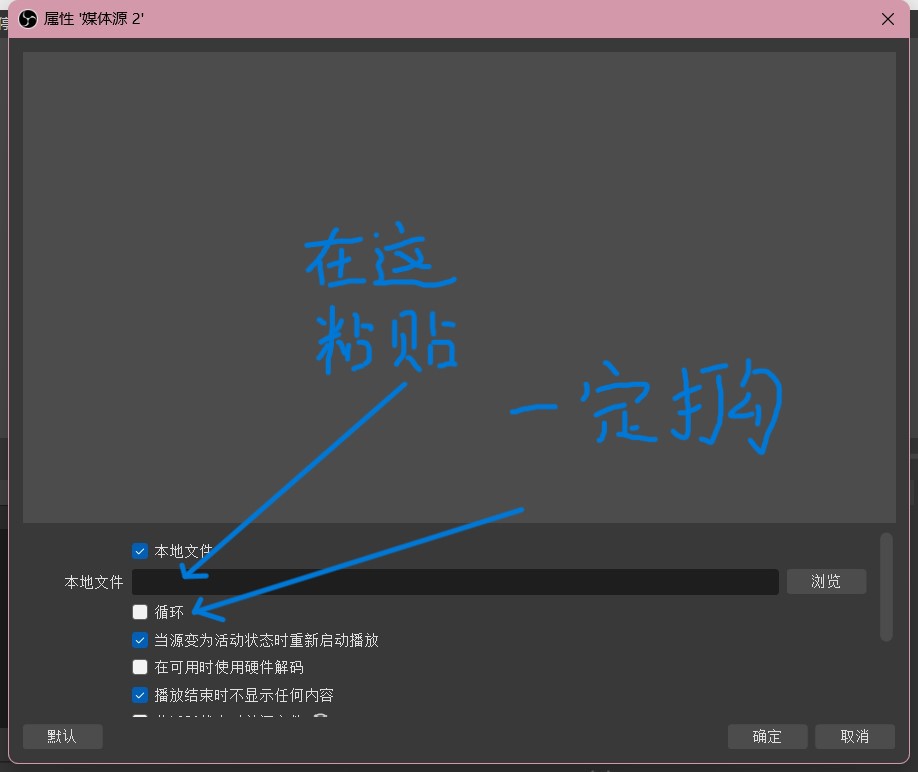 属性 '媒体源 2'
在这
粘贴
一定打勾
本地文件
本地文件
浏览
循环
当源变为活动状态时重新启动播放
在可用时使用硬件解码
播放结束时不显示任何内容
默认
确定
取消